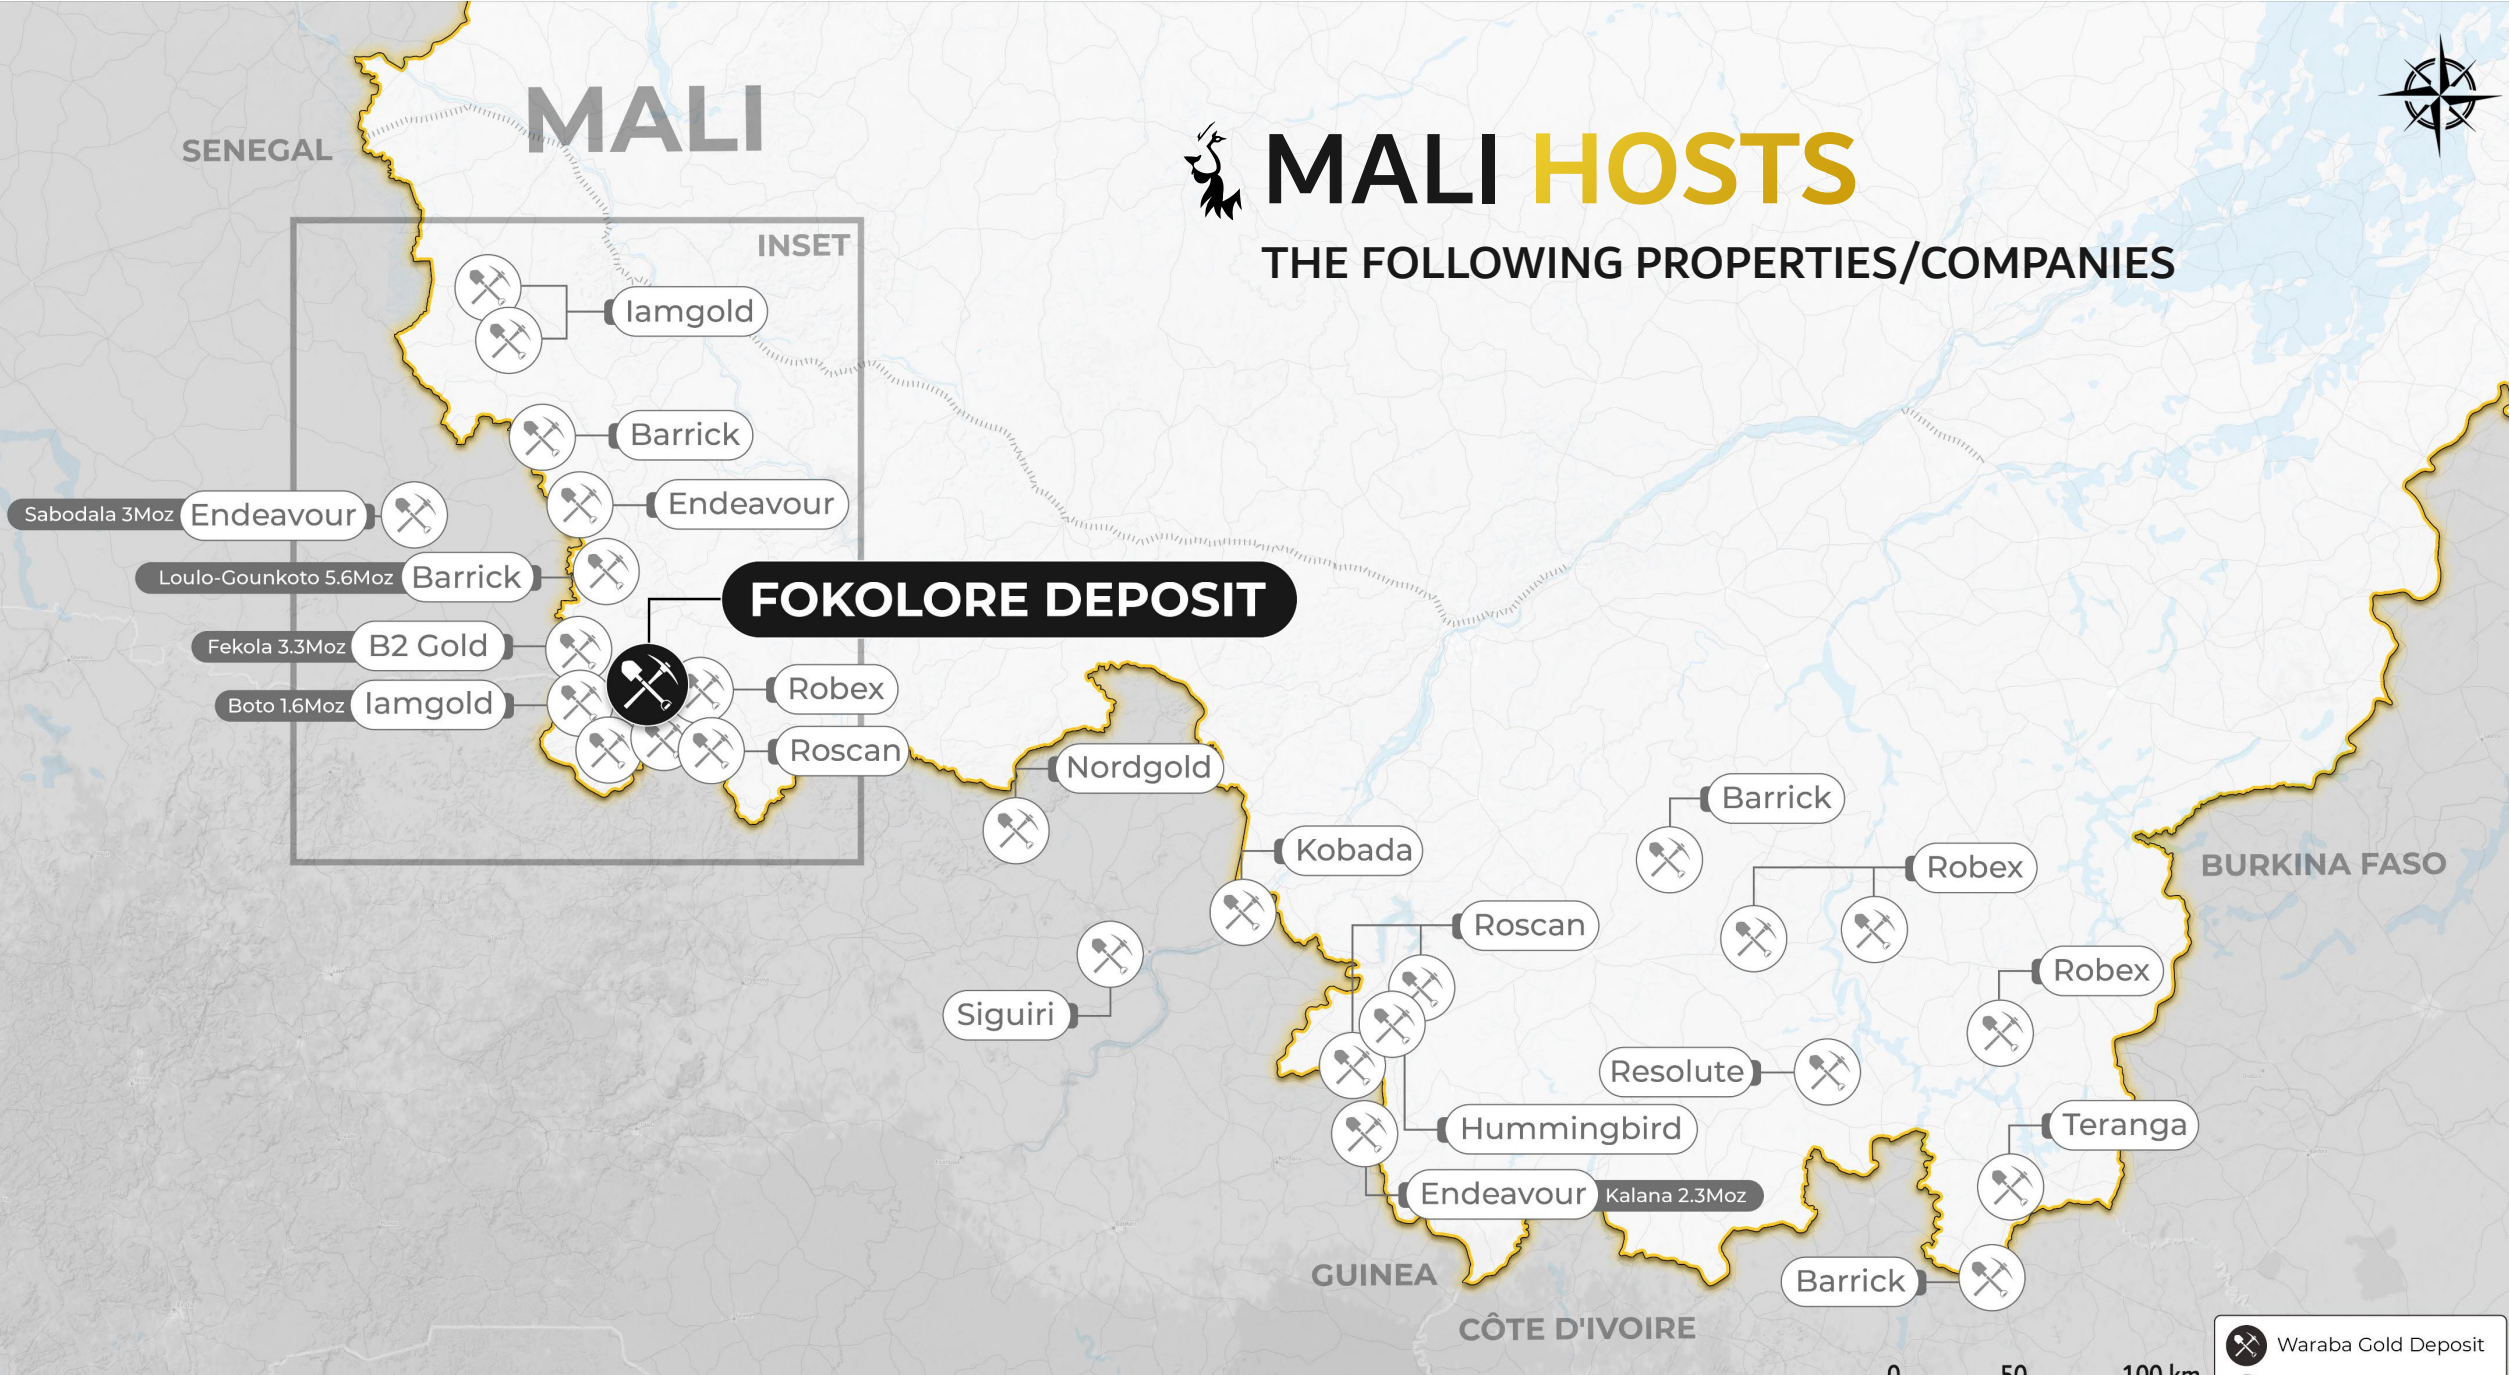 MALI
SENEGAL
MALI HOSTS
THE FOLLOWING PROPERTIES/COMPANIES
INSET
Iamgold
Barrick
Endeavour
Sabodala 3Moz Endeavour
Loulo-Gounkoto 5.6Moz Barrick
FOKOLORE DEPOSIT
Fekola 3.3Moz B2 Gold
Boto 1.6Moz Iamgold
Robex
Roscan
Nordgold
Barrick
Kobada
Robex
BURKINA FASO
Roscan
Robex
Siguiri
Resolute
Hummingbird
Teranga
Endeavour Kalana 2.3Moz
GUINEA
Barrick
CÔTE D'IVOIRE
Waraba Gold Deposit
0 50 100 km